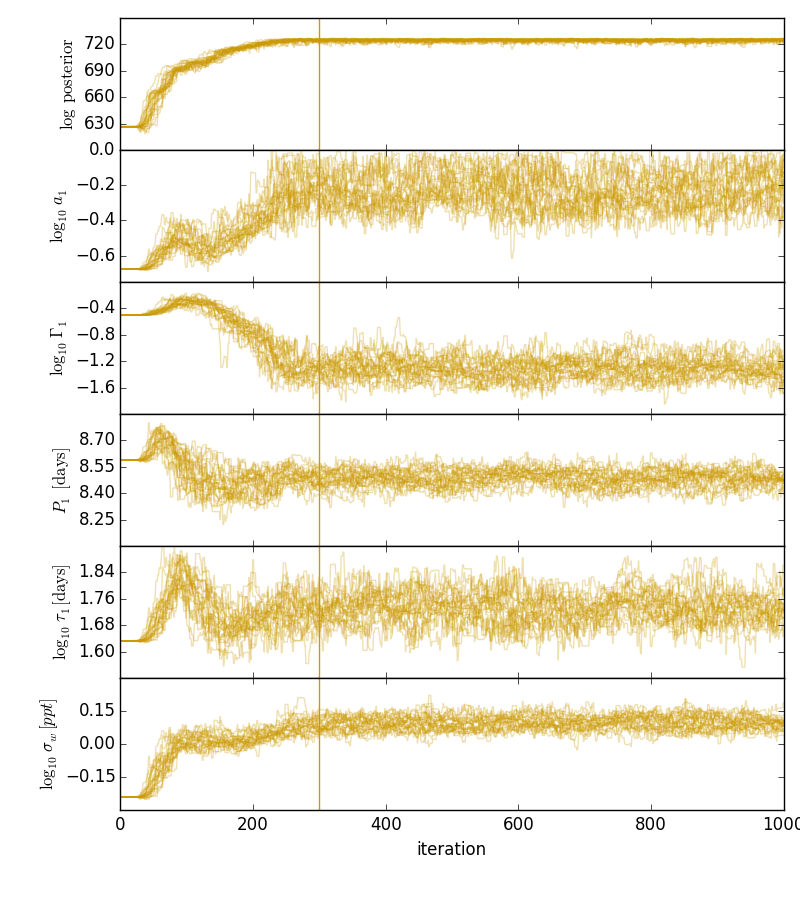 log posterior
720
690
660
630
0.0
log₁₀ a₁
−0.2
−0.4
−0.6
log₁₀ Γ₁
−0.4
−0.8
−1.2
−1.6
P₁ [days]
8.70
8.55
8.40
8.25
log₁₀ τ₁ [days]
1.84
1.76
1.68
1.60
log₁₀ σ_w [ppt]
0.15
0.00
−0.15
0 200 400 600 800 1000
iteration